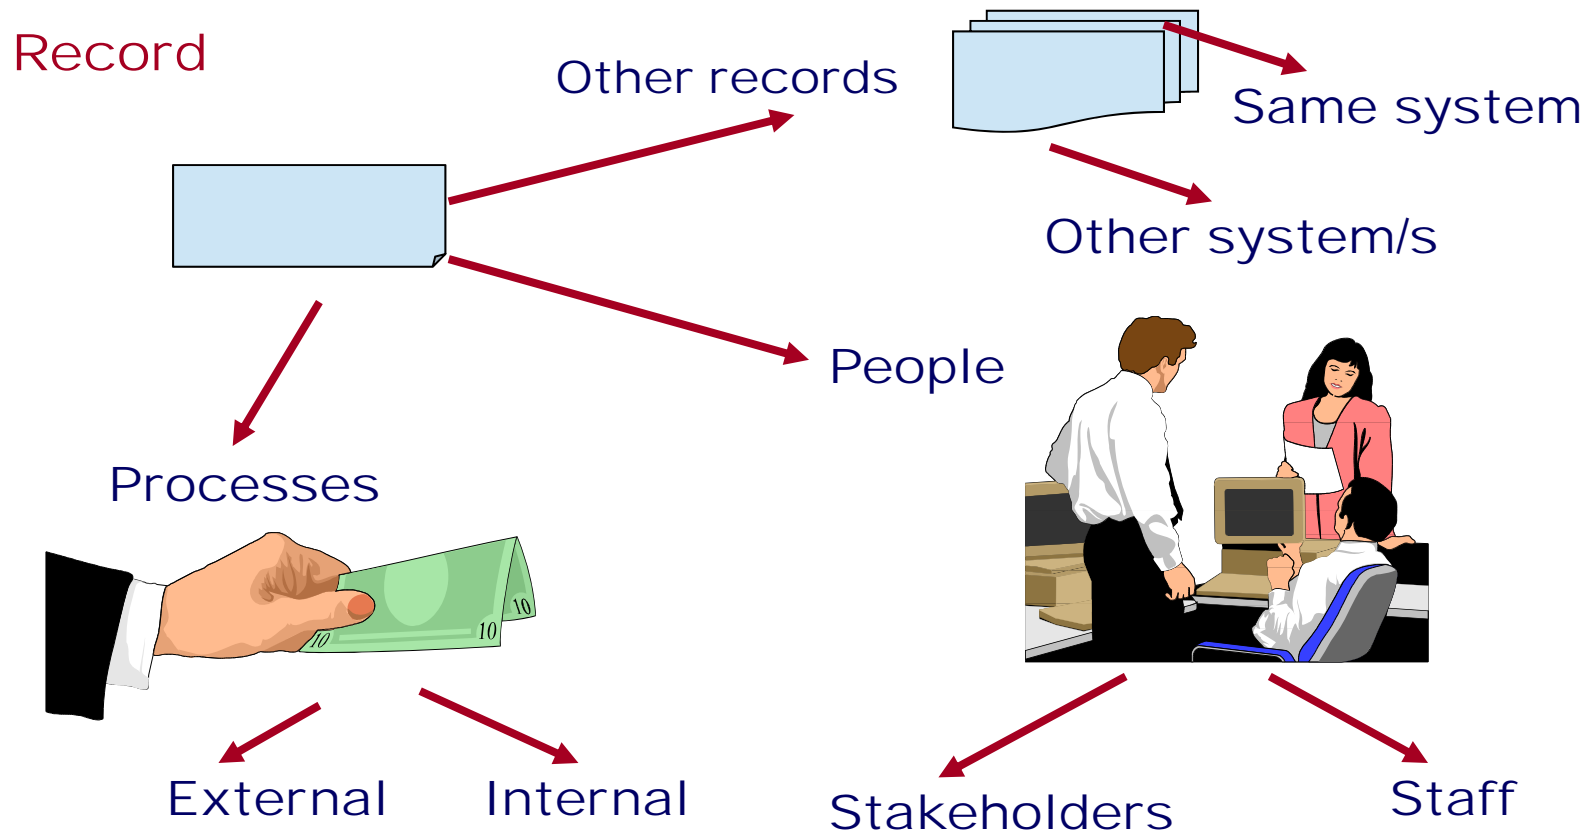 Record
Other records
Same system
Other system/s
People
Processes
10
10
10
External
Internal
Stakeholders
Staff